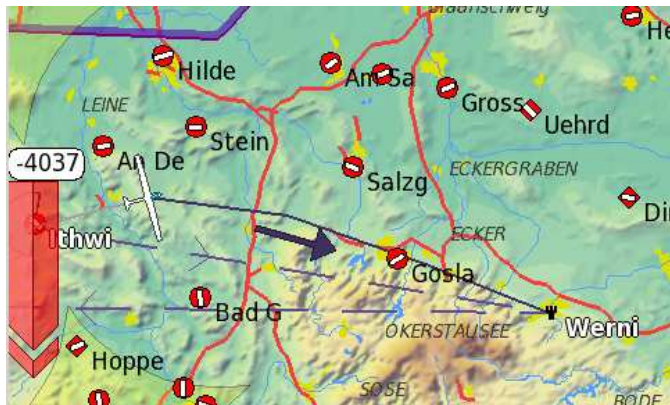 Braunschweig
He
Hilde
Am Sa
Gross
LEINE
Uehrd
Stein
An De
-4037
ECKERGRABEN
Salzg
Di
Ithwi
ECKER
Gosla
Bad G
Werni
OKERSTAUSEE
Hoppe
SÖSE
BODE